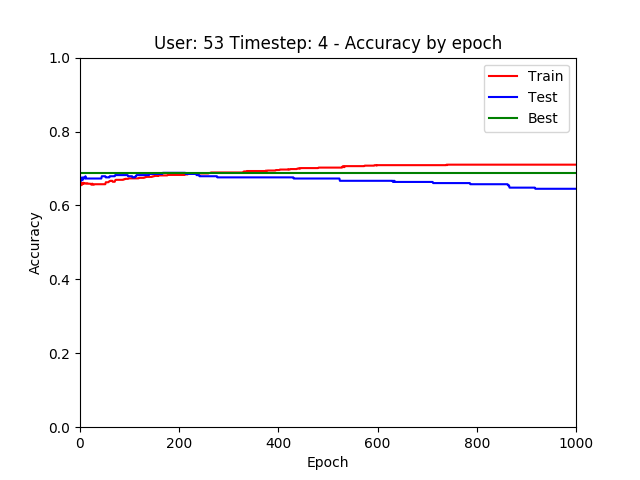 User: 53 Timestep: 4 - Accuracy by epoch
Train
Test
Best
1.0
0.8
0.6
0.4
0.2
0.0
Accuracy
0 200 400 600 800 1000
Epoch